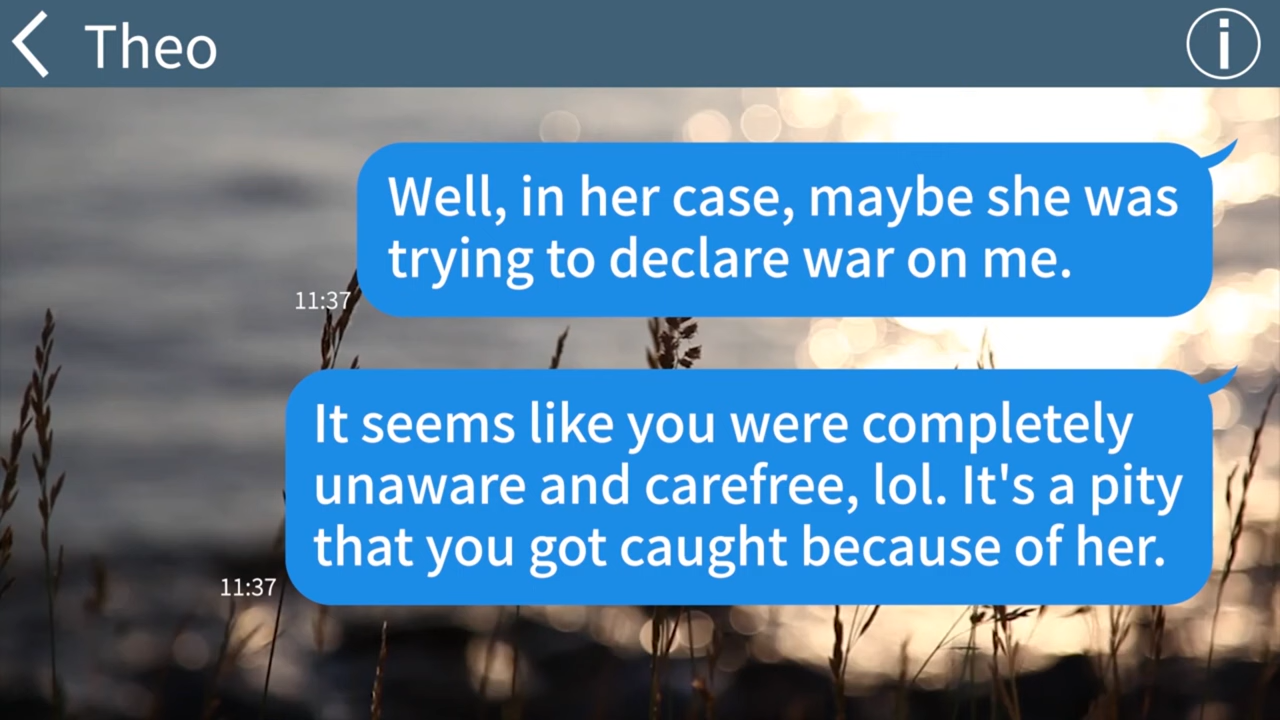 Theo
Well, in her case, maybe she was
trying to declare war on me.
11:37
It seems like you were completely
unaware and carefree, lol. It's a pity
that you got caught because of her.
11:37